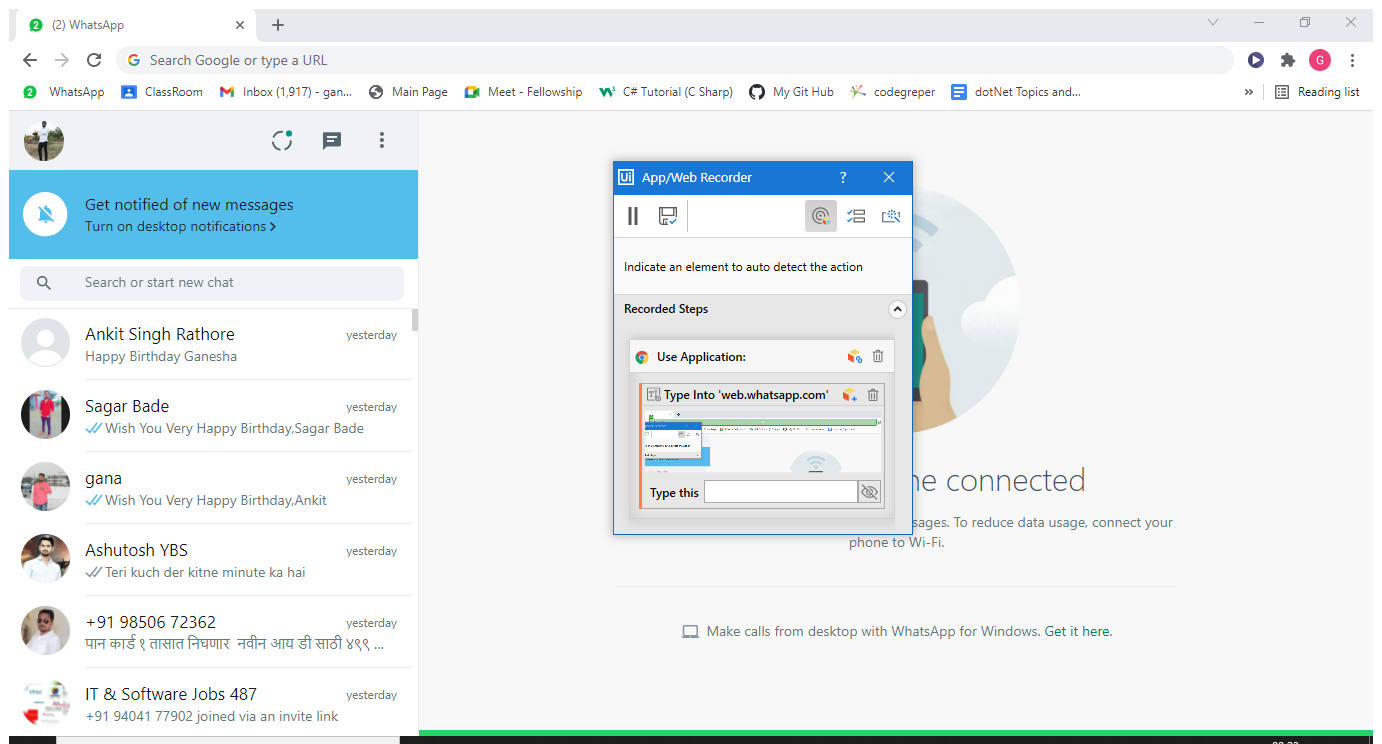 (2) WhatsApp
Search Google or type a URL
G
WhatsApp ClassRoom Inbox (1,917) - gan... Main Page Meet - Fellowship C# Tutorial (C Sharp) My Git Hub codegreper dotNet Topics and... » Reading list
Get notified of new messages
Turn on desktop notifications
Search or start new chat
Ankit Singh Rathore yesterday
Happy Birthday Ganesha
Sagar Bade yesterday
Wish You Very Happy Birthday,Sagar Bade
gana yesterday
Wish You Very Happy Birthday,Ankit
Ashutosh YBS yesterday
Teri kuch der kitne minute ka hai
+91 98506 72362 yesterday
पान कार्ड १ तासात निघणार नवीन आय डी साठी ४९९ ...
IT & Software Jobs 487 yesterday
+91 94041 77902 joined via an invite link
Ui App/Web Recorder ?
Indicate an element to auto detect the action
Recorded Steps
Use Application:
Type Into 'web.whatsapp.com'
Type this
ne connected
sages. To reduce data usage, connect your
phone to Wi-Fi.
Make calls from desktop with WhatsApp for Windows. Get it here.